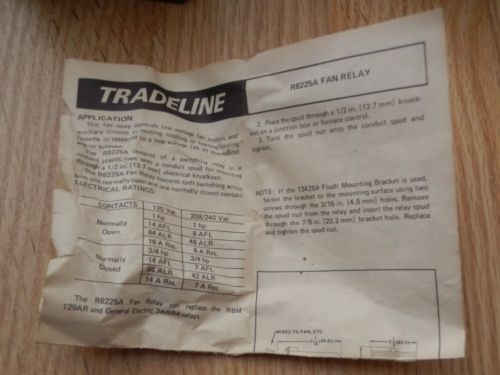 TRADELINE
R8225A FAN RELAY
APPLICATION
This fan relay controls line voltage fan motors and
auxiliary circuits in heating, cooling, or heating/cooling
systems in response to a low voltage (24 V) thermostat
and/or subbase.
The R8225A consists of a switching relay in a
molded plastic case with a conduit spud for mounting
through a 1/2 in. [12.7 mm] electrical knockout.
The R8225A Fan Relay features spdt switching action
with one normally open and one normally closed contact.
ELECTRICAL RATINGS:
CONTACTS 120 Vac 208/240 Vac
Normally Open
1 hp 1 hp
14 AFL 8 AFL
84 ALR 48 ALR
16 A Res. 8 A Res.
Normally Closed
3/4 hp 3/4 hp
14 AFL 7 AFL
84 ALR 42 ALR
14 A Res. 7 A Res.
The R8225A Fan Relay can replace the RBM
129AR and General Electric 3ARR4 relays.
2. Place the spud through a 1/2 in. [12.7 mm] knock-
out on a junction box or furnace control.
3. Turn the spud nut onto the conduit spud and
tighten.
NOTE: If the 134259 Flush Mounting Bracket is used,
fasten the bracket to the mounting surface using two
screws through the 3/16 in. [4.8 mm] holes. Remove
the spud nut from the relay and insert the relay spud
through the 7/8 in. [22.2 mm] bracket hole. Replace
and tighten the spud nut.
WIRES TO FAN, ETC.